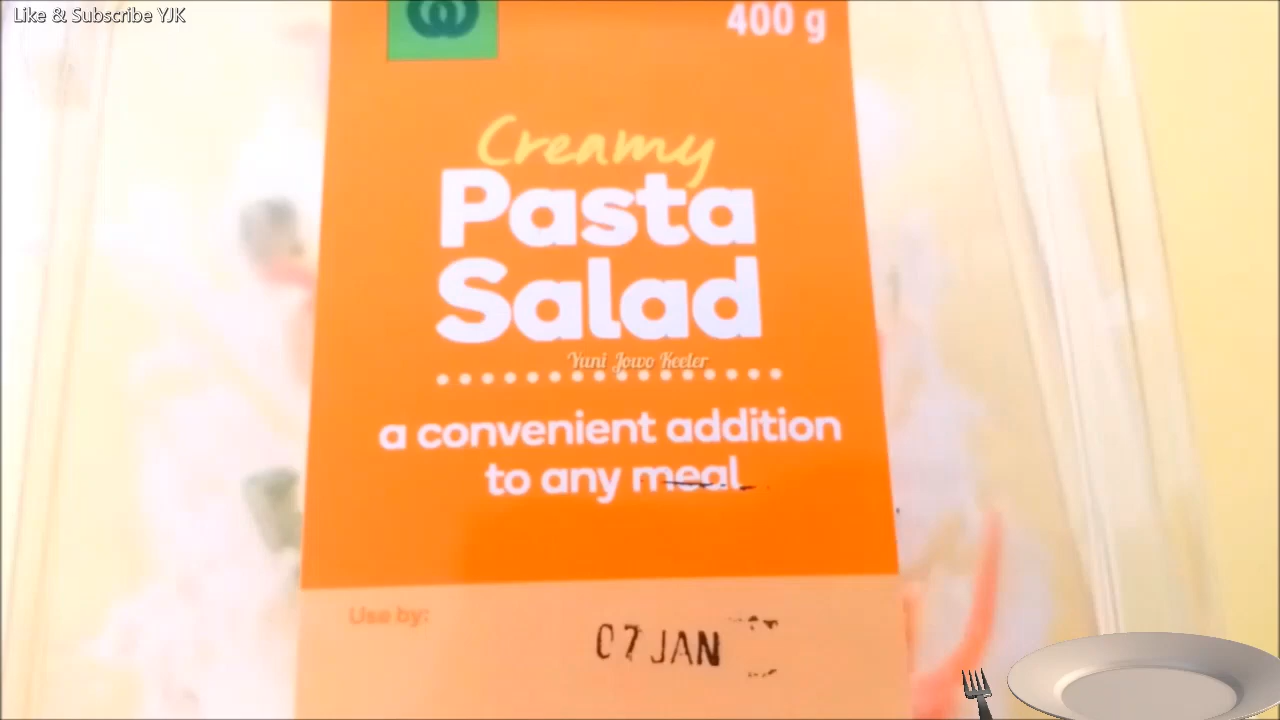 Like & Subscribe YJK
400 g
Creamy
Pasta
Salad
Yuni Jowo Keeler
a convenient addition
to any meal
Use by:
07 JAN